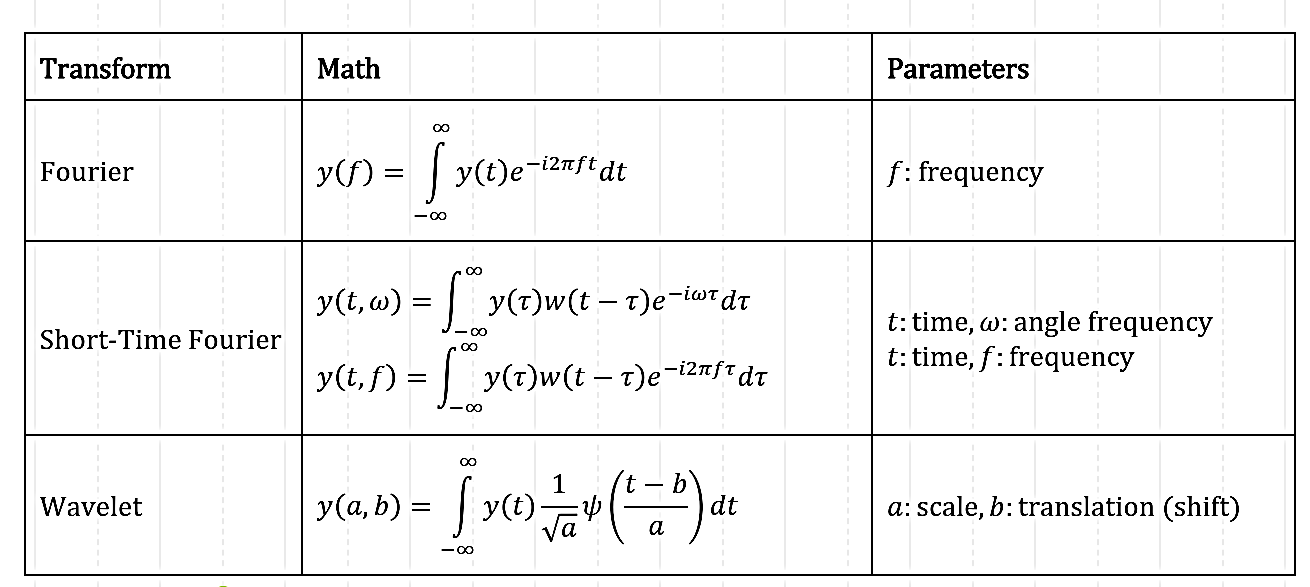 Transform Math Parameters
Fourier y(f) = ∫_{−∞}^{∞} y(t)e^{−i2πft}dt f: frequency
Short-Time Fourier
y(t, ω) = ∫_{−∞}^{∞} y(τ)w(t − τ)e^{−iωτ}dτ
y(t, f) = ∫_{−∞}^{∞} y(τ)w(t − τ)e^{−i2πfτ}dτ
t: time, ω: angle frequency
t: time, f: frequency
Wavelet y(a, b) = ∫_{−∞}^{∞} y(t) 1/√a ψ((t − b)/a) dt a: scale, b: translation (shift)